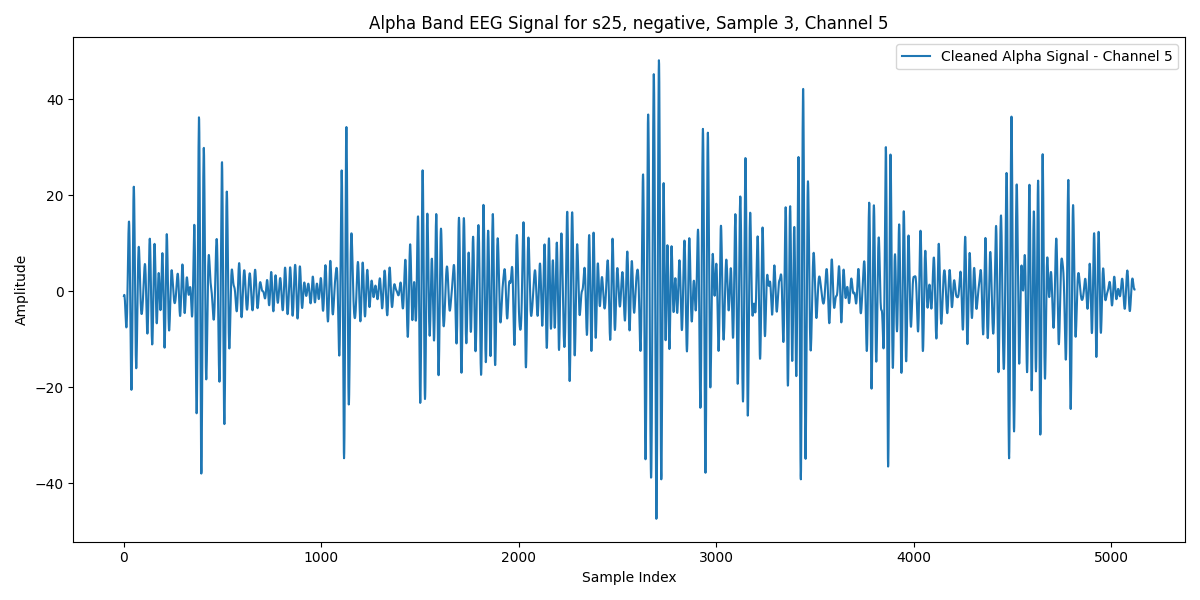 Alpha Band EEG Signal for s25, negative, Sample 3, Channel 5
Cleaned Alpha Signal - Channel 5
Amplitude
40
20
0
−20
−40
0
1000
2000
3000
4000
5000
Sample Index